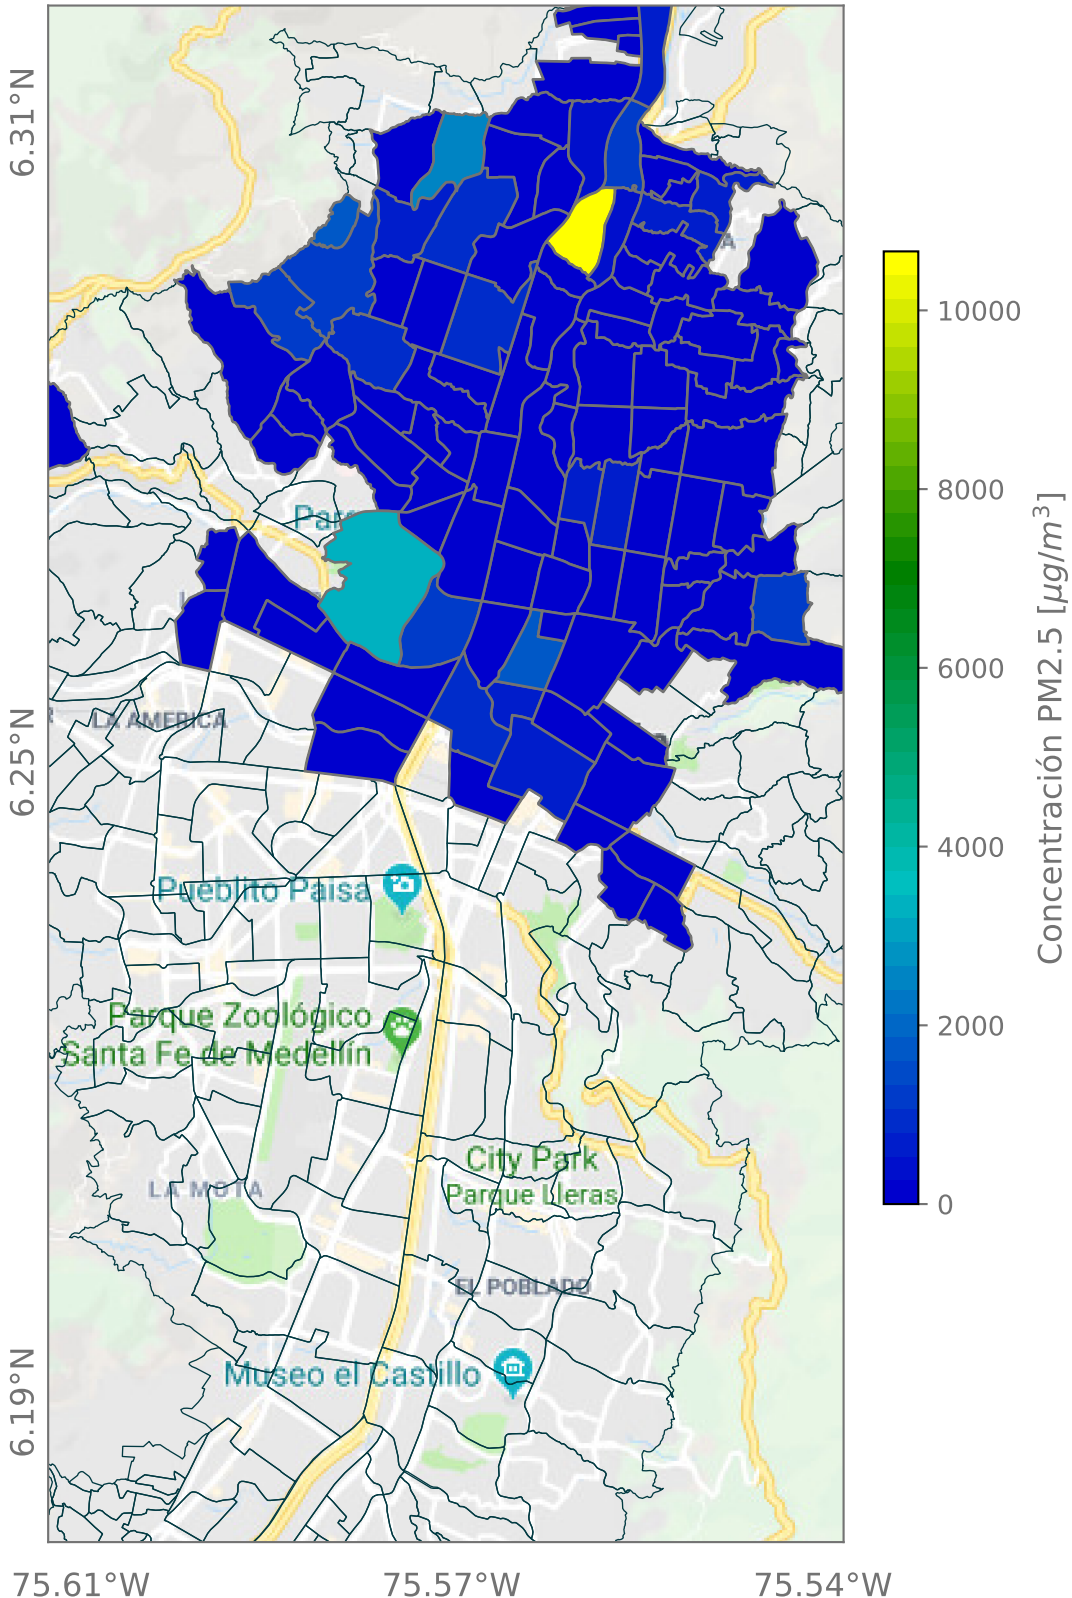 6.31°N
6.25°N
6.19°N
75.61°W
75.57°W
75.54°W
LA AMERICA
Pueblito Paisa
Parque Zoológico
Santa Fe de Medellín
LA MOTA
City Park
Parque Lleras
EL POBLADO
Museo el Castillo
10000
8000
6000
4000
2000
0
Concentración PM2.5 [μg/m³]